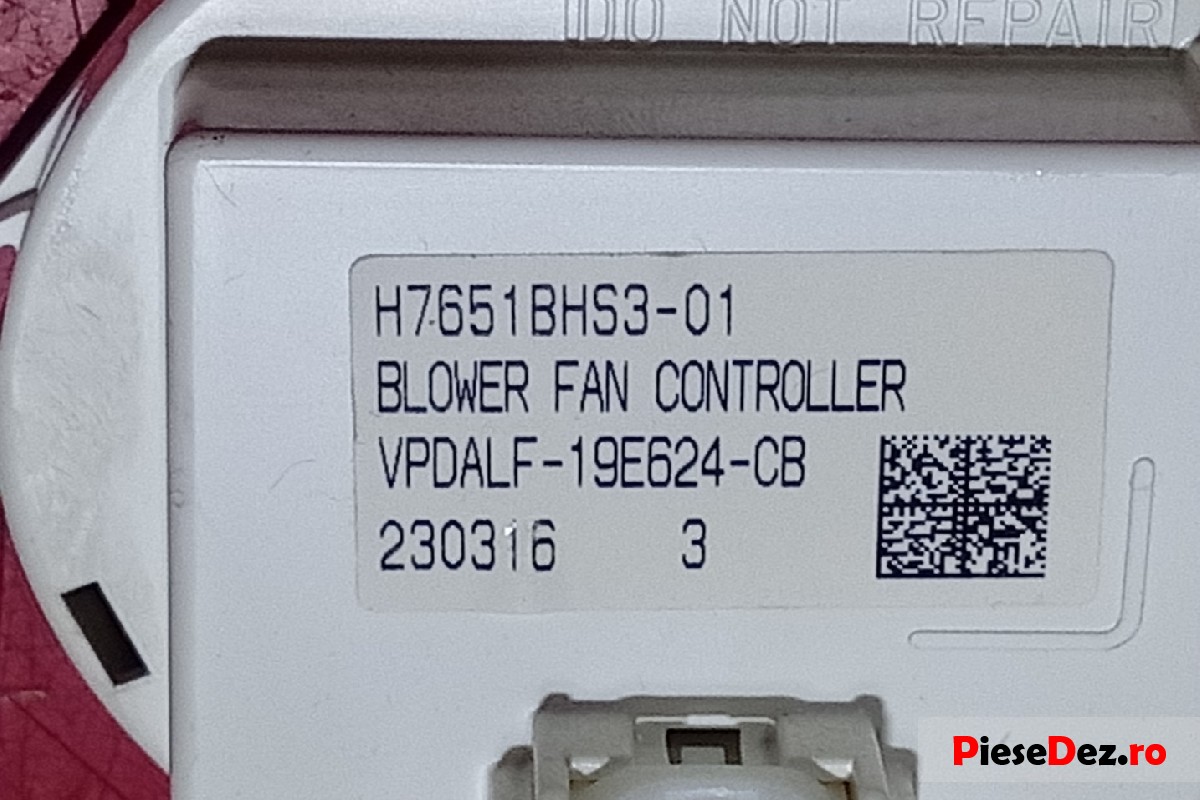 DO NOT REPAIR
H7651BHS3-01
BLOWER FAN CONTROLLER
VPDALF-19E624-CB
230316 3
PieseDez.ro